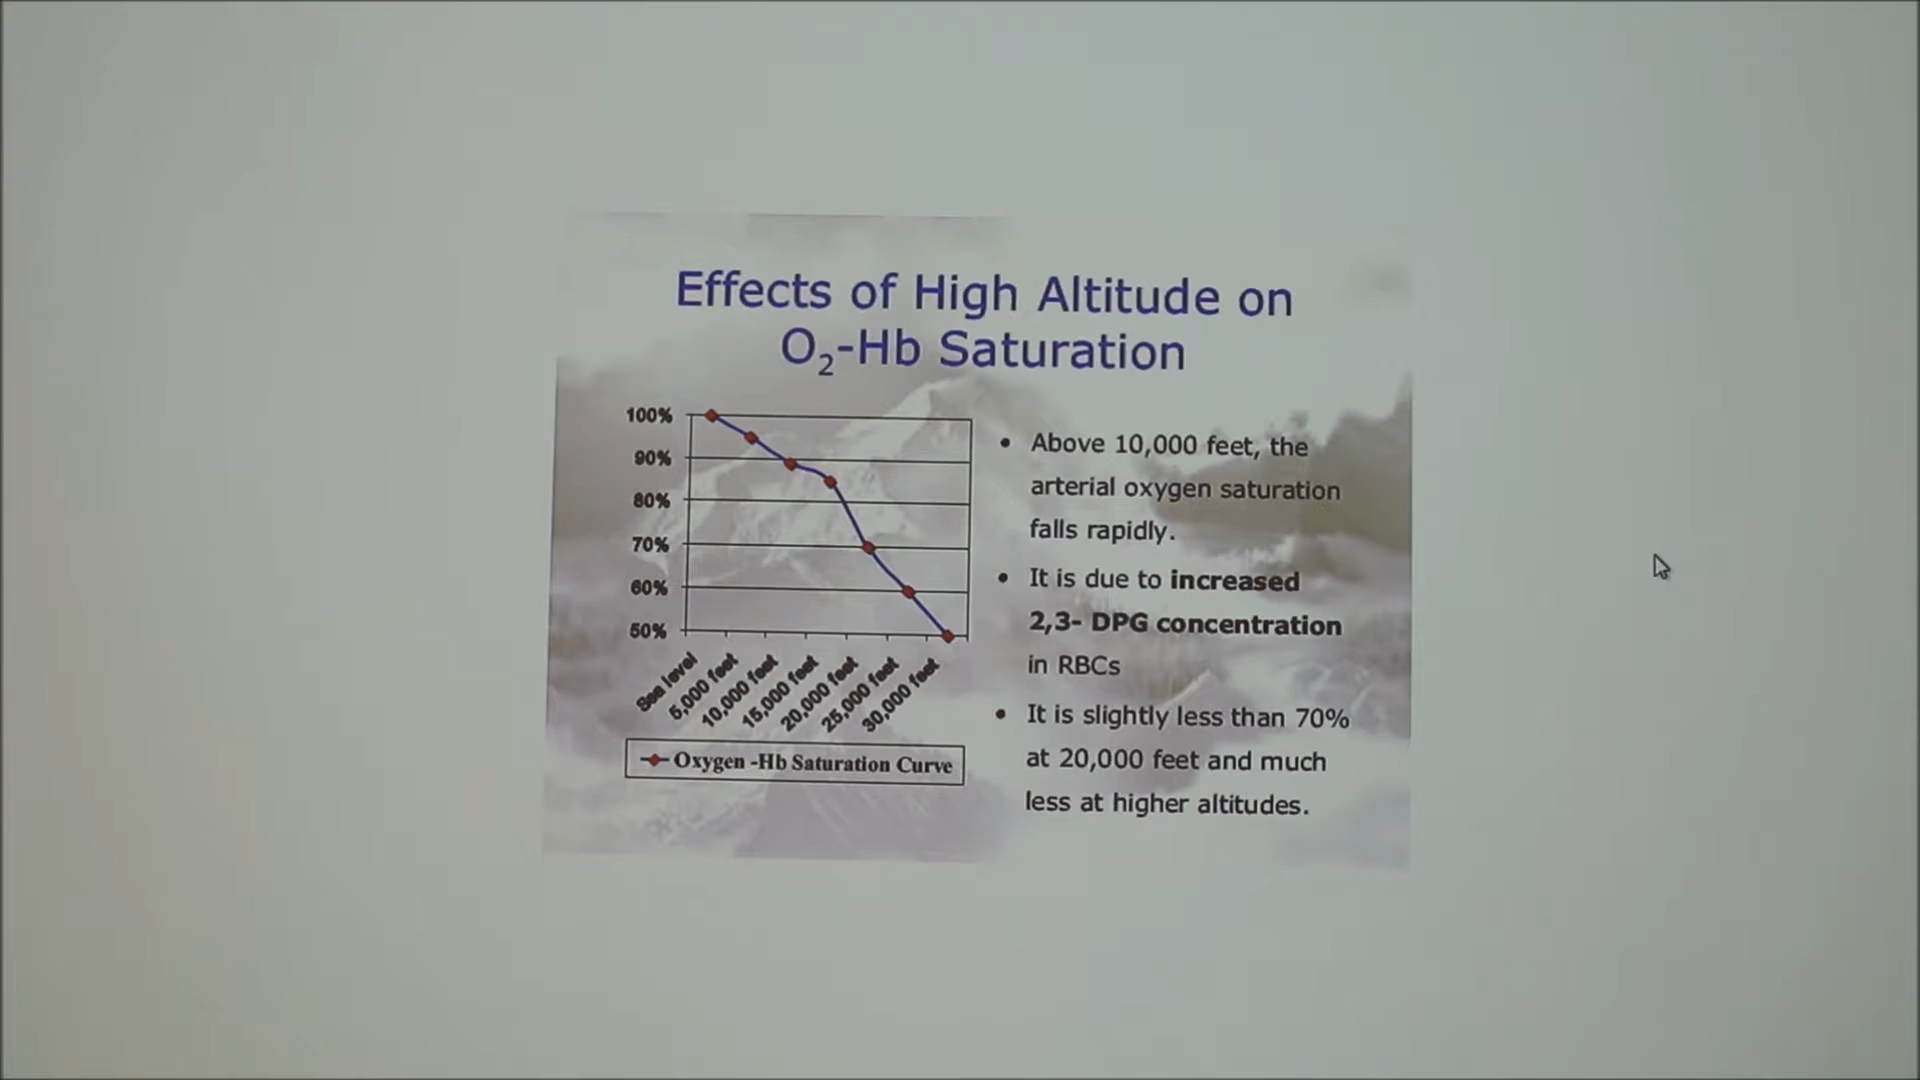 Effects of High Altitude on
O₂-Hb Saturation
100%
90%
80%
70%
60%
50%
Sea level
5,000 feet
10,000 feet
15,000 feet
20,000 feet
25,000 feet
30,000 feet
Oxygen -Hb Saturation Curve
• Above 10,000 feet, the
arterial oxygen saturation
falls rapidly.
• It is due to increased
2,3- DPG concentration
in RBCs
• It is slightly less than 70%
at 20,000 feet and much
less at higher altitudes.